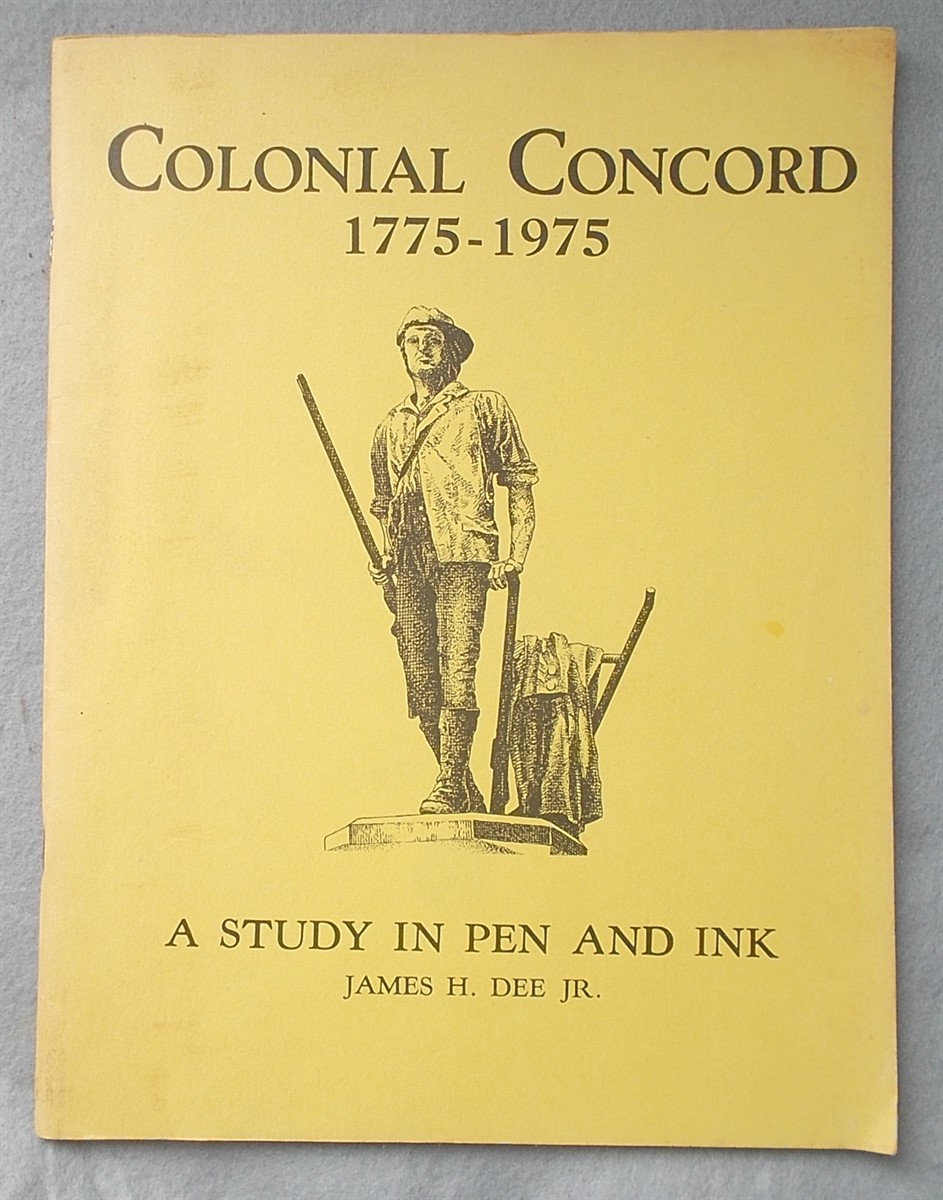 COLONIAL CONCORD
1775-1975
A STUDY IN PEN AND INK
JAMES H. DEE JR.